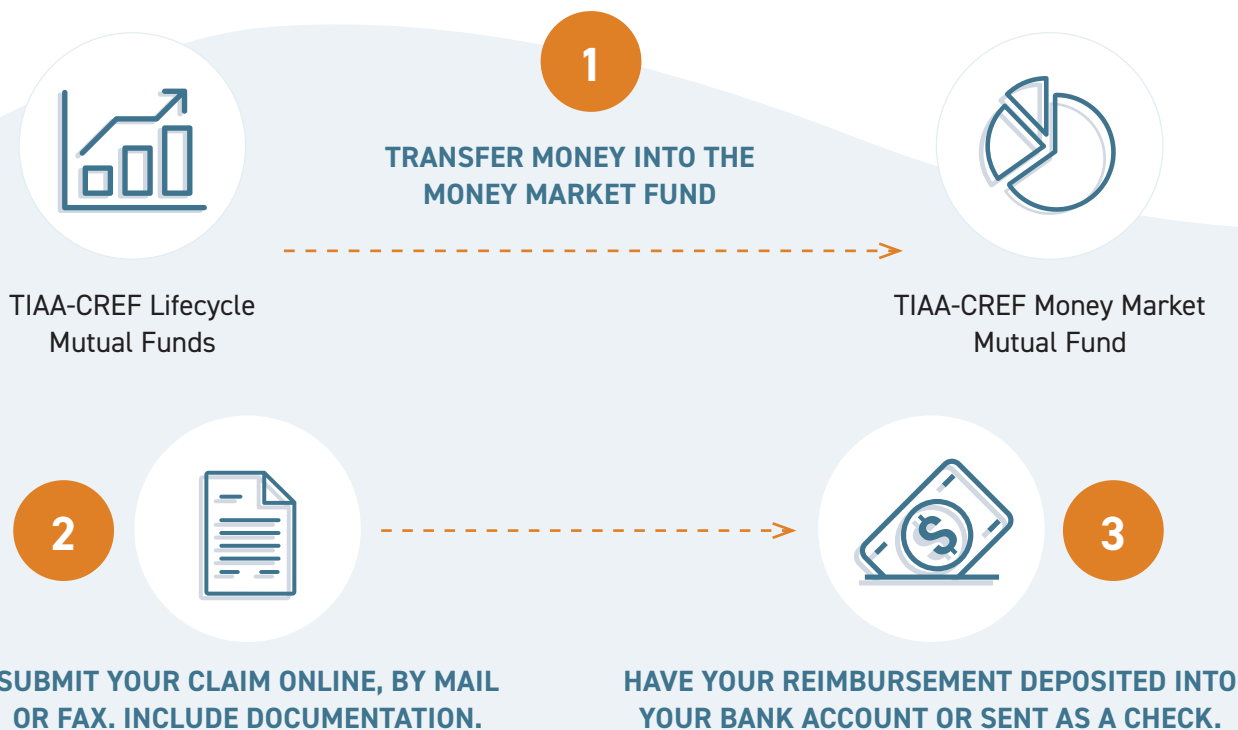 1
TRANSFER MONEY INTO THE
MONEY MARKET FUND
TIAA-CREF Lifecycle
Mutual Funds
TIAA-CREF Money Market
Mutual Fund
2
$
3
SUBMIT YOUR CLAIM ONLINE, BY MAIL
OR FAX. INCLUDE DOCUMENTATION.
HAVE YOUR REIMBURSEMENT DEPOSITED INTO
YOUR BANK ACCOUNT OR SENT AS A CHECK.